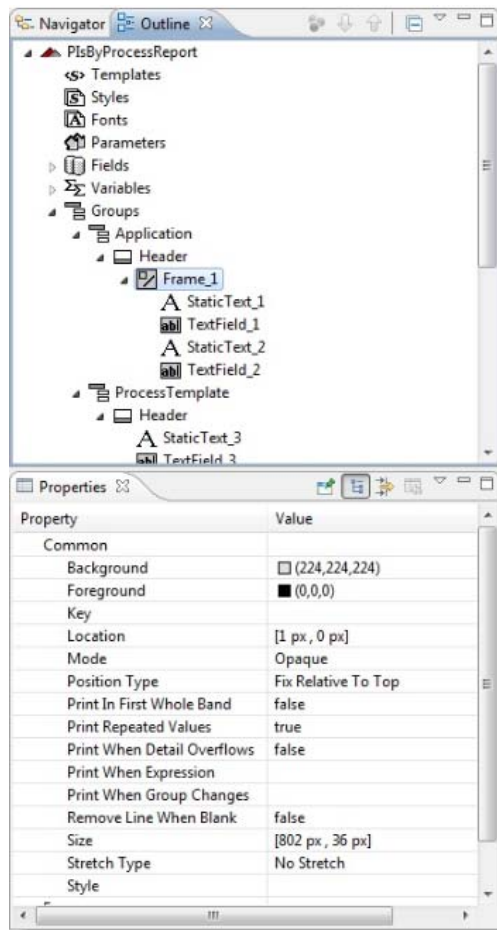 Navigator Outline
PIsByProcessReport
<S> Templates
S Styles
A Fonts
Parameters
Fields
Variables
Groups
Application
Header
Frame_1
A StaticText_1
abl TextField_1
A StaticText_2
abl TextField_2
ProcessTemplate
Header
A StaticText_3
abl TextField_3
Properties
Property Value
Common
Background (224,224,224)
Foreground (0,0,0)
Key
Location [1 px , 0 px]
Mode Opaque
Position Type Fix Relative To Top
Print In First Whole Band false
Print Repeated Values true
Print When Detail Overflows false
Print When Expression
Print When Group Changes
Remove Line When Blank false
Size [802 px , 36 px]
Stretch Type No Stretch
Style